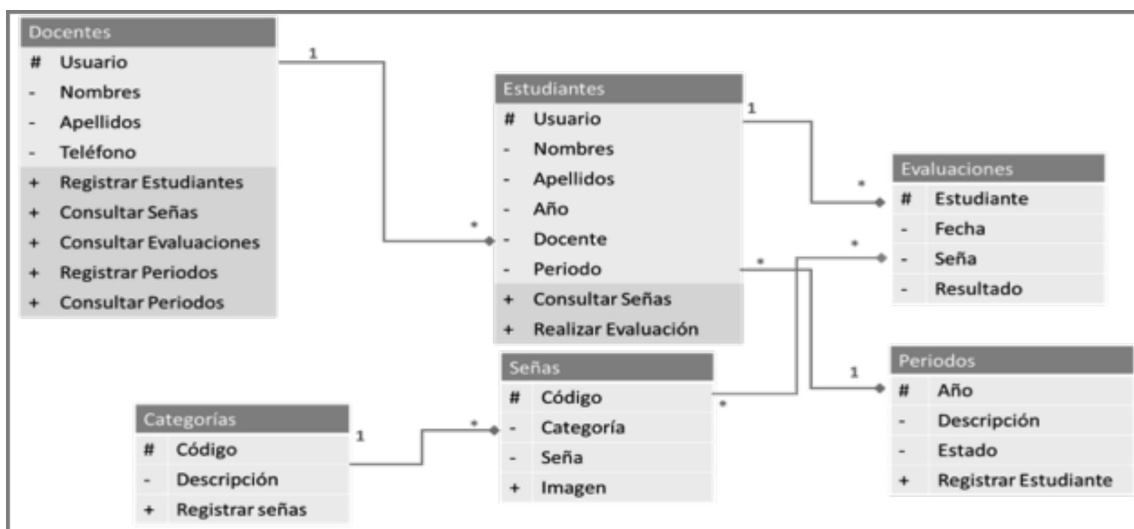 Docentes
# Usuario
- Nombres
- Apellidos
- Teléfono
+ Registrar Estudiantes
+ Consultar Señas
+ Consultar Evaluaciones
+ Registrar Periodos
+ Consultar Periodos
1
*
Estudiantes
# Usuario
- Nombres
- Apellidos
- Año
- Docente
- Periodo
+ Consultar Señas
+ Realizar Evaluación
1
*
*
*
1
Evaluaciones
# Estudiante
- Fecha
- Seña
- Resultado
Señas
# Código
- Categoría
- Seña
+ Imagen
*
Periodos
# Año
- Descripción
- Estado
+ Registrar Estudiante
Categorías
# Código
- Descripción
+ Registrar señas
1
*